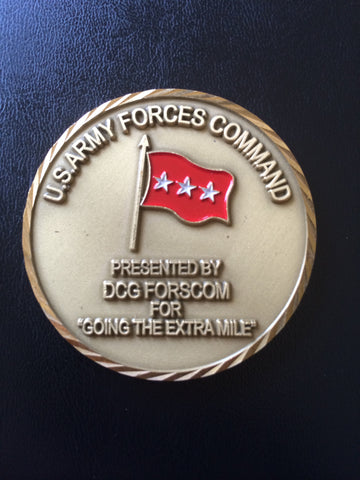 U.S. ARMY FORCES COMMAND
PRESENTED BY
DCG FORSCOM
FOR
"GOING THE EXTRA MILE"